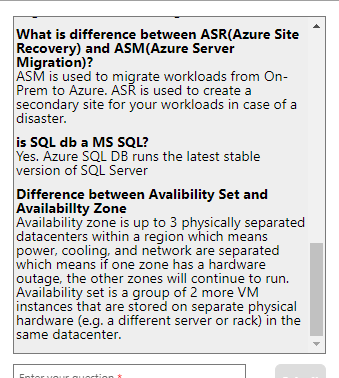 What is difference between ASR(Azure Site
Recovery) and ASM(Azure Server
Migration)?
ASM is used to migrate workloads from On-
Prem to Azure. ASR is used to create a
secondary site for your workloads in case of a
disaster.
is SQL db a MS SQL?
Yes. Azure SQL DB runs the latest stable
version of SQL Server
Difference between Avalibility Set and
Availabillty Zone
Availability zone is up to 3 physically separated
datacenters within a region which means
power, cooling, and network are separated
which means if one zone has a hardware
outage, the other zones will continue to run.
Availability set is a group of 2 more VM
instances that are stored on separate physical
hardware (e.g. a different server or rack) in the
same datacenter.
Enter your question *